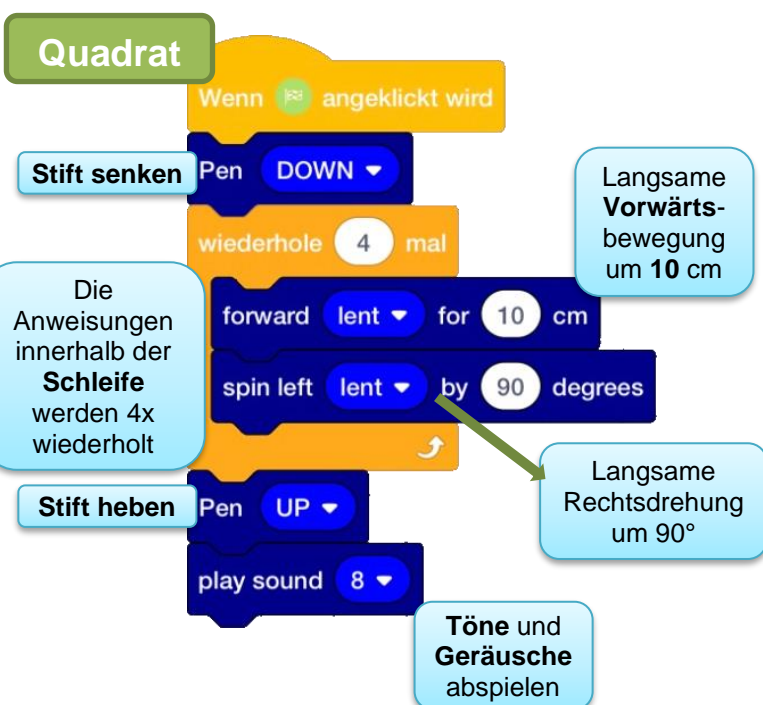 Quadrat
Wenn angeklickt wird
Stift senken
Pen DOWN
wiederhole 4 mal
Langsame
Vorwärts-
bewegung
um 10 cm
Die
Anweisungen
innerhalb der
Schleife
werden 4x
wiederholt
forward lent for 10 cm
spin left lent by 90 degrees
Langsame
Rechtsdrehung
um 90°
Stift heben
Pen UP
play sound 8
Töne und
Geräusche
abspielen